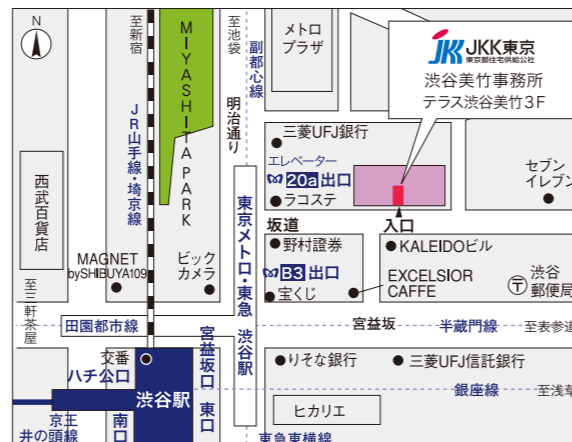 N
至新宿
MIYASHITA PARK
至池袋
副都心線
メトロ
プラザ
JKK東京
東京都住宅供給公社
渋谷美竹事務所
テラス渋谷美竹3F
JR山手線・埼京線
明治通り
三菱UFJ銀行
エレベーター
20a出口
ラコステ
セブン
イレブン
西武百貨店
東京メトロ・東急 渋谷駅
坂道
入口
野村證券
KALEIDOビル
MAGNET
bySHIBUYA109
ビック
カメラ
B3出口
EXCELSIOR
CAFFE
渋谷
郵便局
宝くじ
至三軒茶屋
田園都市線
宮益坂
半蔵門線
至表参道
交番
宮益坂口
ハチ公口
りそな銀行
三菱UFJ信託銀行
渋谷駅
銀座線
至浅草
東口
南口
京王
井の頭線
ヒカリエ
東急東横線